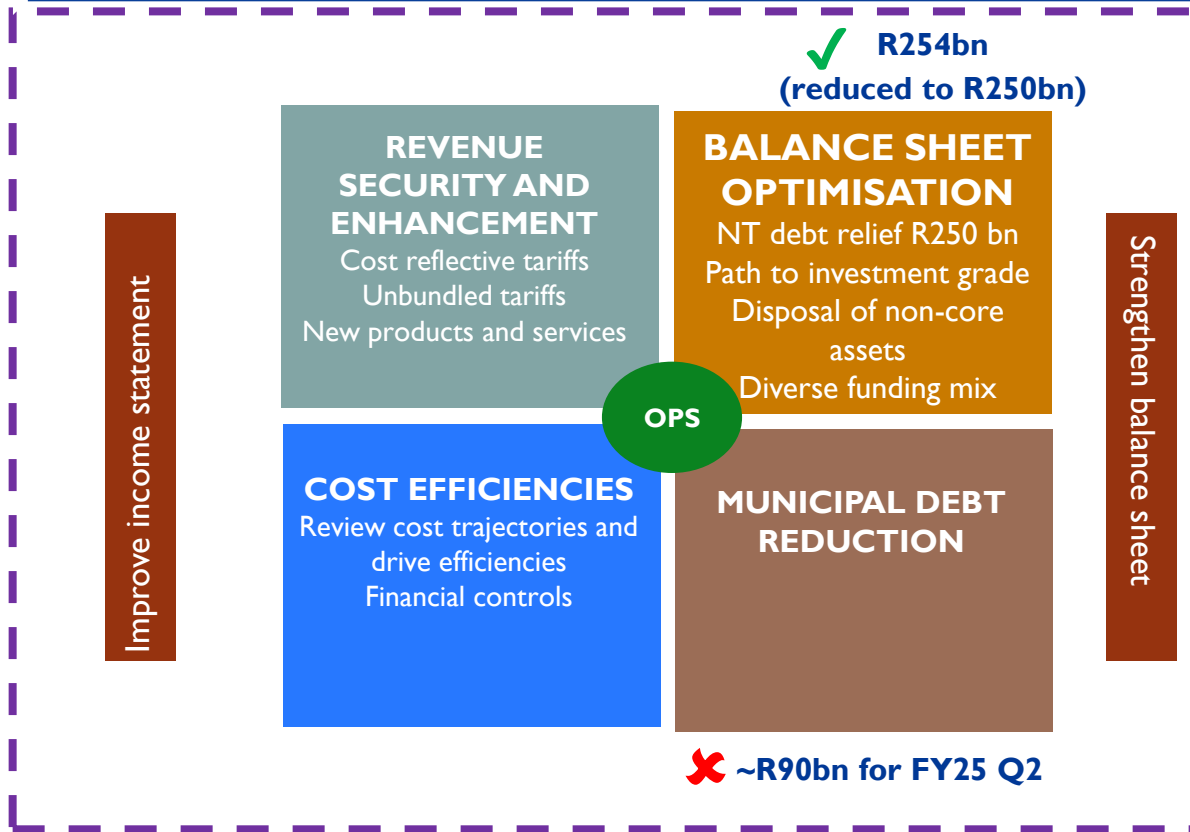 R254bn
(reduced to R250bn)
Improve income statement
REVENUE
SECURITY AND
ENHANCEMENT
Cost reflective tariffs
Unbundled tariffs
New products and services
BALANCE SHEET
OPTIMISATION
NT debt relief R250 bn
Path to investment grade
Disposal of non-core
assets
Diverse funding mix
OPS
COST EFFICIENCIES
Review cost trajectories and
drive efficiencies
Financial controls
MUNICIPAL DEBT
REDUCTION
Strengthen balance sheet
~R90bn for FY25 Q2